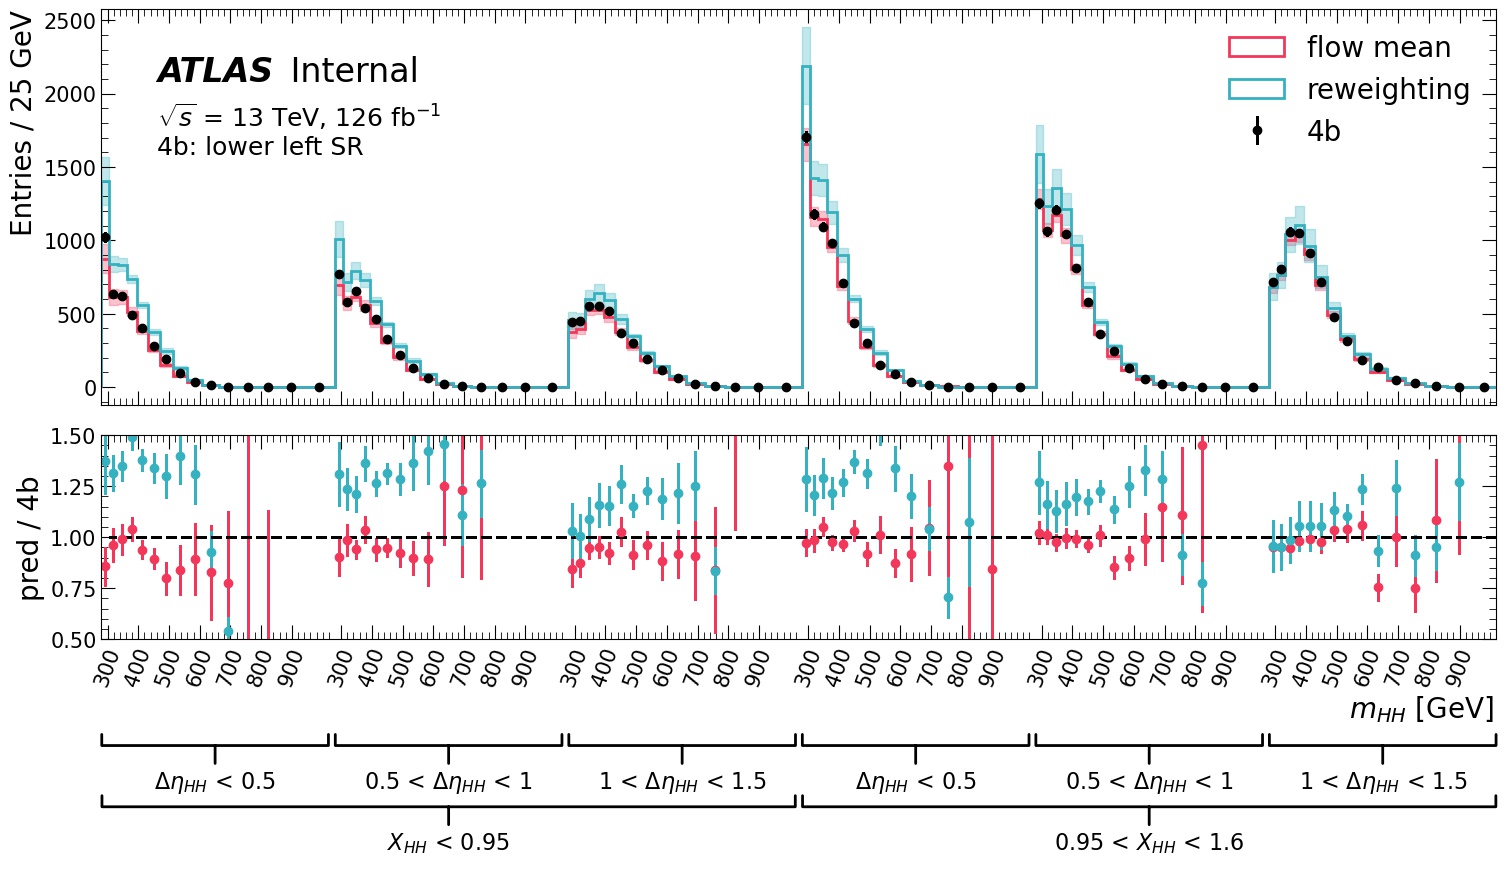 Entries / 25 GeV
2500
2000
1500
1000
500
0
ATLAS Internal
√s = 13 TeV, 126 fb⁻¹
4b: lower left SR
flow mean
reweighting
4b
pred / 4b
1.50
1.25
1.00
0.75
0.50
300 400 500 600 700 800 900 300 400 500 600 700 800 900 300 400 500 600 700 800 900 300 400 500 600 700 800 900 300 400 500 600 700 800 900 300 400 500 600 700 800 900
m_HH [GeV]
Δη_HH < 0.5 0.5 < Δη_HH < 1 1 < Δη_HH < 1.5 Δη_HH < 0.5 0.5 < Δη_HH < 1 1 < Δη_HH < 1.5
X_HH < 0.95 0.95 < X_HH < 1.6